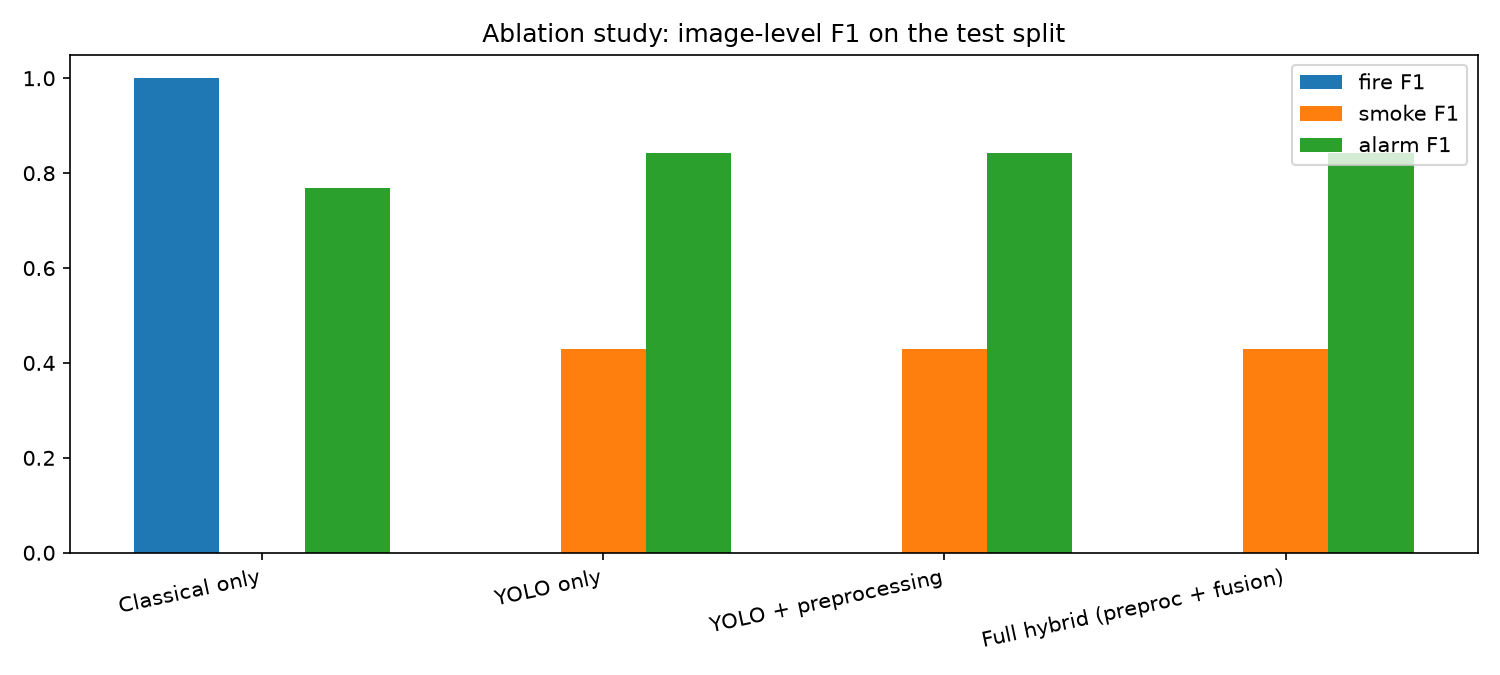 Ablation study: image-level F1 on the test split
fire F1
smoke F1
alarm F1
1.0
0.8
0.6
0.4
0.2
0.0
Classical only
YOLO only
YOLO + preprocessing
Full hybrid (preproc + fusion)